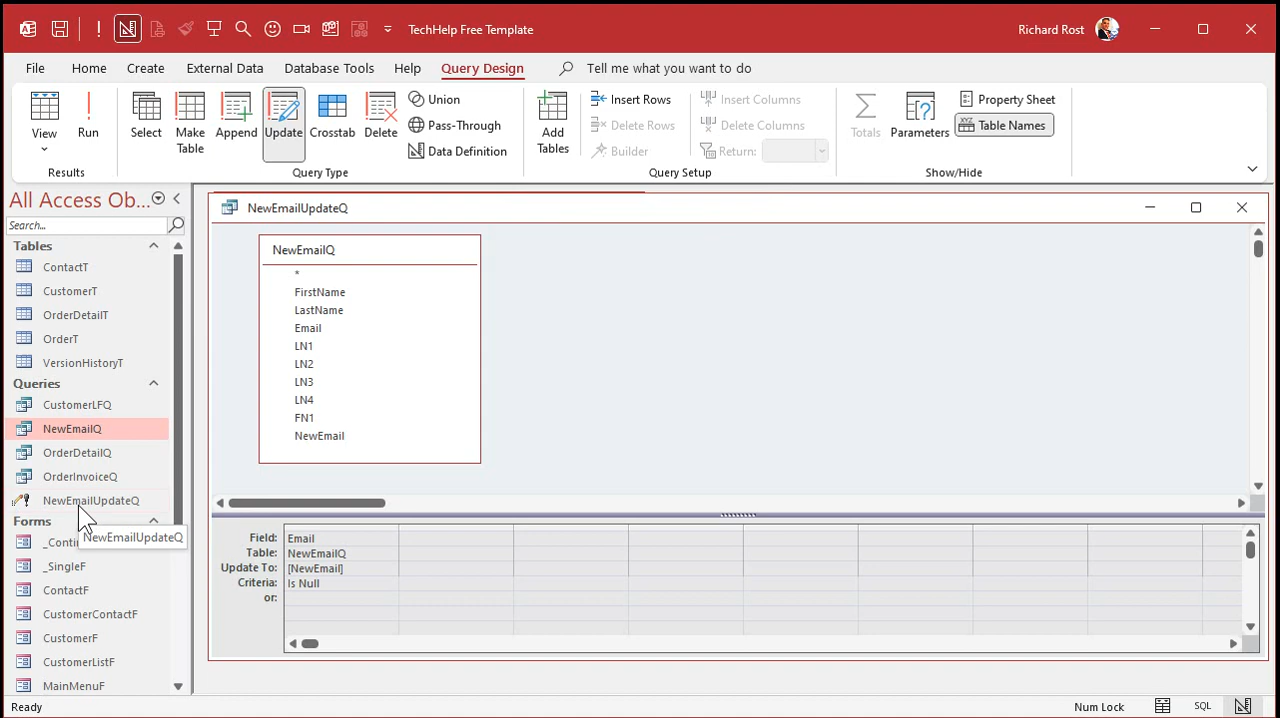 TechHelp Free Template
Richard Rost
File Home Create External Data Database Tools Help Query Design Tell me what you want to do
View
Run
Results
Select
Make Table
Append
Update
Crosstab
Delete
Union
Pass-Through
Data Definition
Query Type
Add Tables
Insert Rows
Delete Rows
Builder
Insert Columns
Delete Columns
Return:
Query Setup
Totals
Parameters
Property Sheet
XYZ Table Names
Show/Hide
All Access Ob...
Search...
Tables
ContactT
CustomerT
OrderDetailT
OrderT
VersionHistoryT
Queries
CustomerLFQ
NewEmailQ
OrderDetailQ
OrderInvoiceQ
NewEmailUpdateQ
Forms
NewEmailUpdateQ
_Conti
_SingleF
ContactF
CustomerContactF
CustomerF
CustomerListF
MainMenuF
NewEmailUpdateQ
NewEmailQ
*
FirstName
LastName
Email
LN1
LN2
LN3
LN4
FN1
NewEmail
Field: Email
Table: NewEmailQ
Update To: [NewEmail]
Criteria: Is Null
or:
Ready
Num Lock
SQL